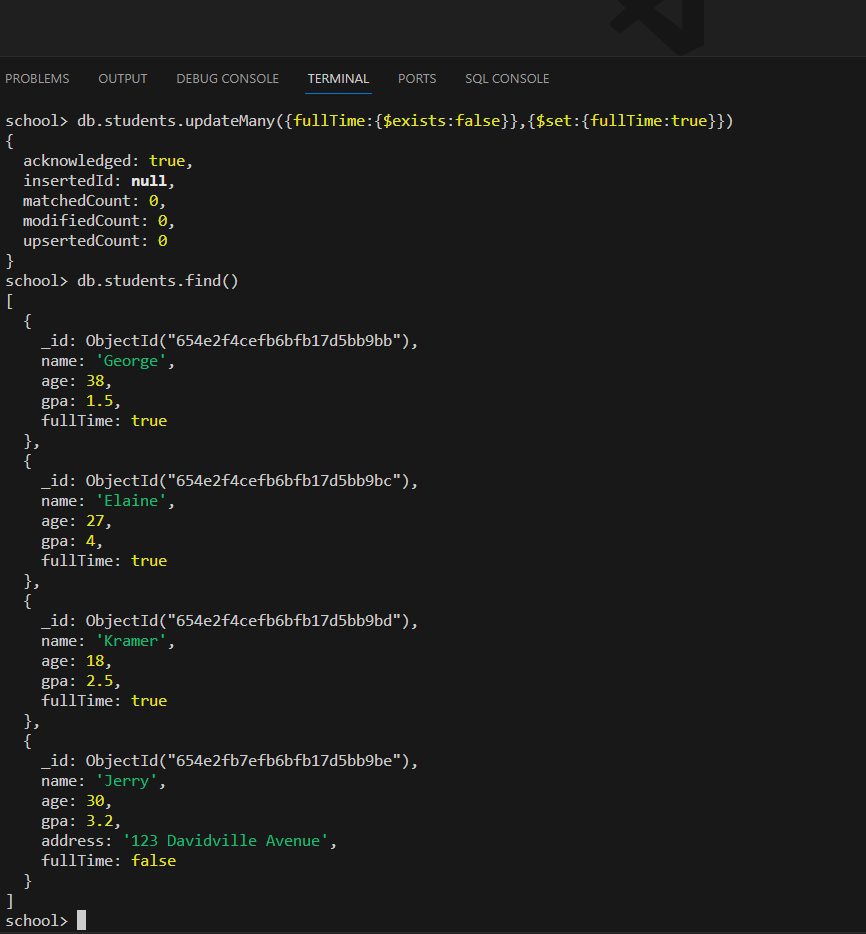 PROBLEMS OUTPUT DEBUG CONSOLE TERMINAL PORTS SQL CONSOLE
school> db.students.updateMany({fullTime:{$exists:false}},{$set:{fullTime:true}})
{
  acknowledged: true,
  insertedId: null,
  matchedCount: 0,
  modifiedCount: 0,
  upsertedCount: 0
}
school> db.students.find()
[
  {
    _id: ObjectId("654e2f4cefb6bfb17d5bb9bb"),
    name: 'George',
    age: 38,
    gpa: 1.5,
    fullTime: true
  },
  {
    _id: ObjectId("654e2f4cefb6bfb17d5bb9bc"),
    name: 'Elaine',
    age: 27,
    gpa: 4,
    fullTime: true
  },
  {
    _id: ObjectId("654e2f4cefb6bfb17d5bb9bd"),
    name: 'Kramer',
    age: 18,
    gpa: 2.5,
    fullTime: true
  },
  {
    _id: ObjectId("654e2fb7efb6bfb17d5bb9be"),
    name: 'Jerry',
    age: 30,
    gpa: 3.2,
    address: '123 Davidville Avenue',
    fullTime: false
  }
]
school>